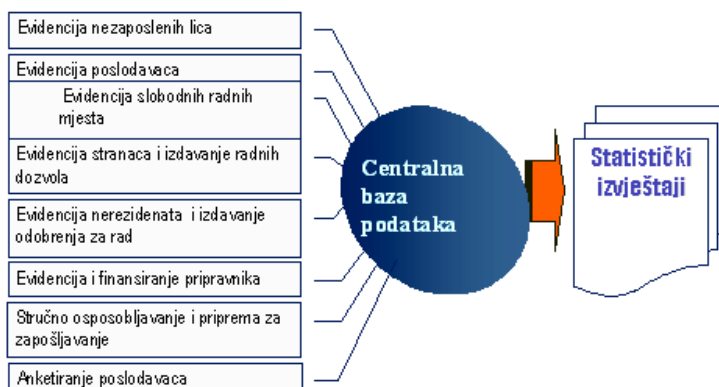 Evidencija nezaposlenih lica
Evidencija poslodavaca
Evidencija slobodnih radnih
mjesta
Evidencija stranaca i izdavanje radnih
dozvola
Evidencija nerezidenata i izdavanje
odobrenja za rad
Evidencija i finansiranje pripravnika
Stručno osposobljavanje i priprema za
zapošljavanje
Anketiranje poslodavaca
Centralna
baza
podataka
Statistički
izvještaji